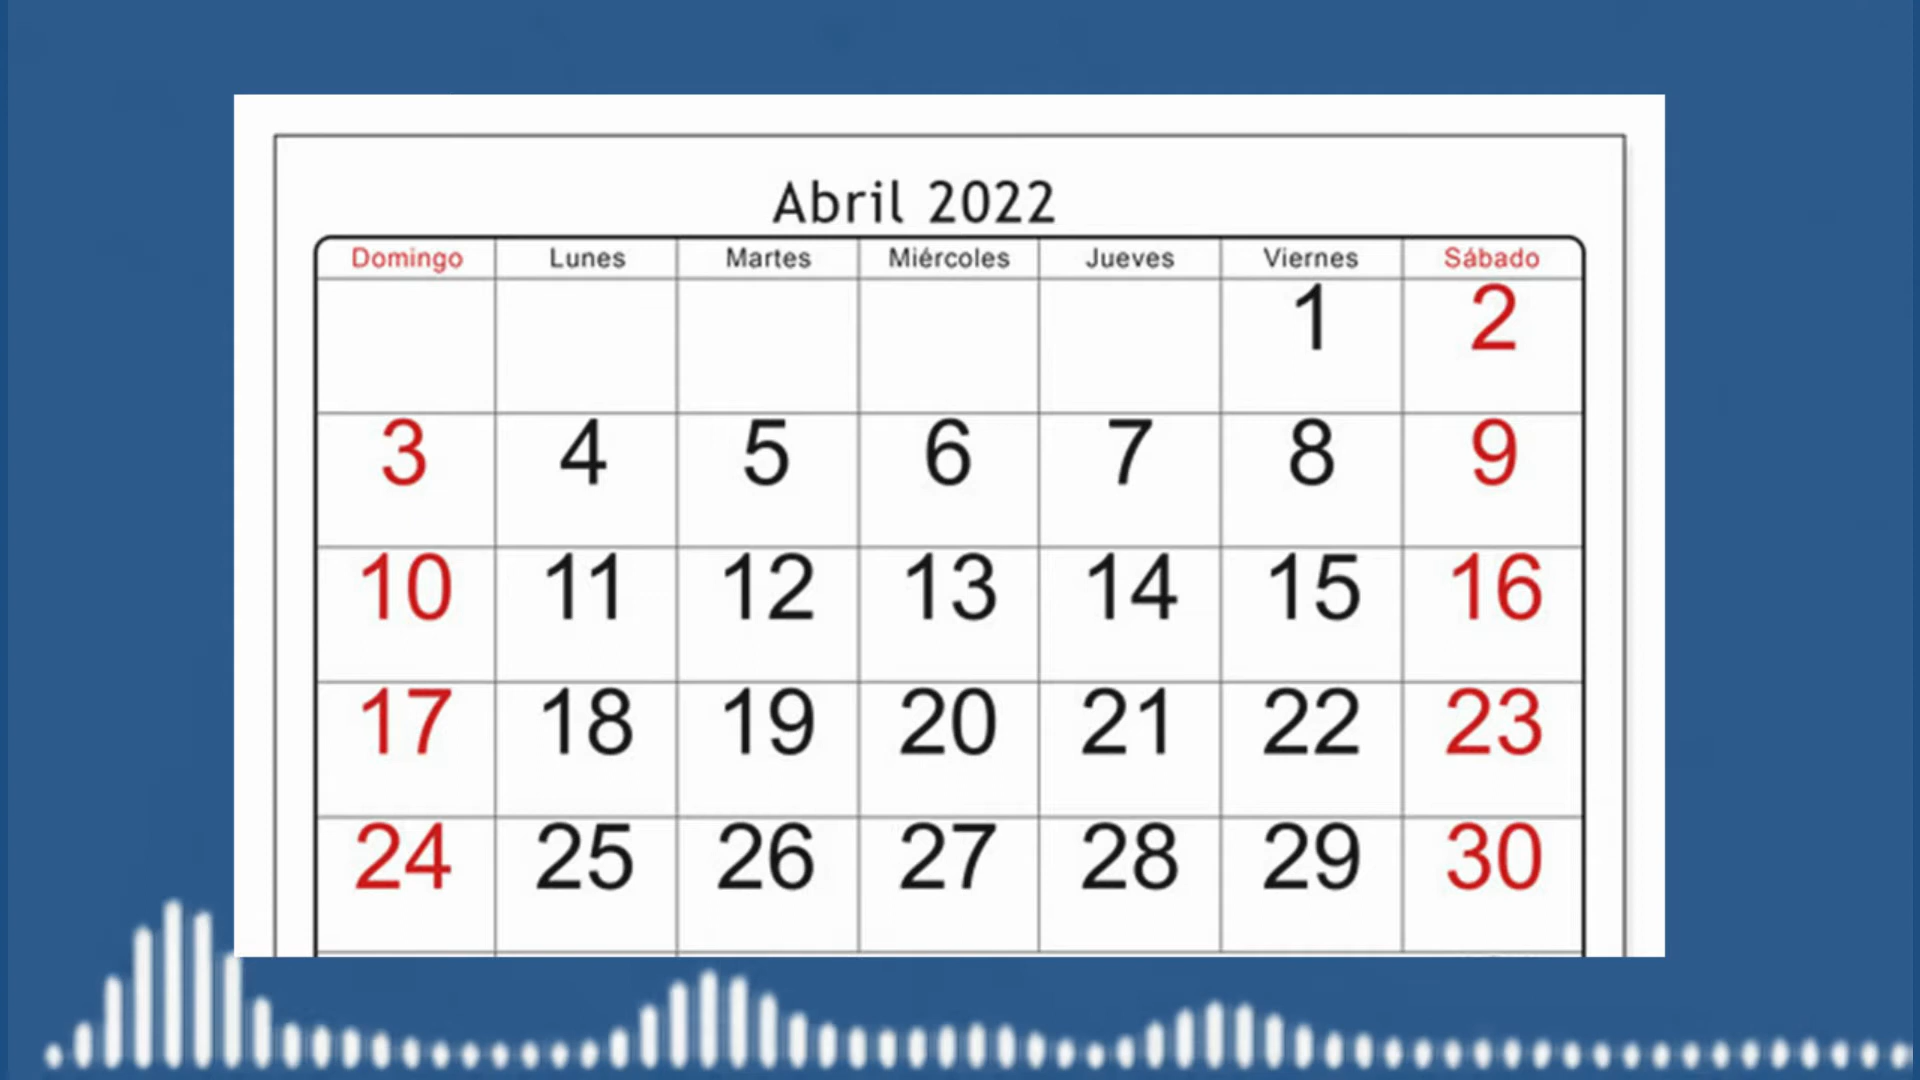 Abril 2022
Domingo Lunes Martes Miércoles Jueves Viernes Sábado
1 2
3 4 5 6 7 8 9
10 11 12 13 14 15 16
17 18 19 20 21 22 23
24 25 26 27 28 29 30